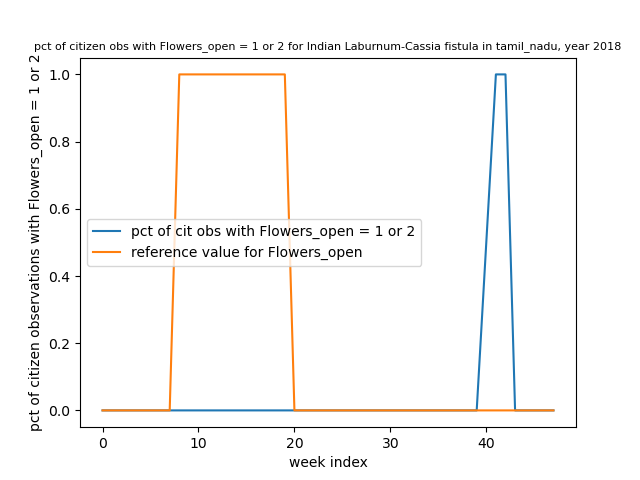 pct of citizen obs with Flowers_open = 1 or 2 for Indian Laburnum-Cassia fistula in tamil_nadu, year 2018
pct of citizen observations with Flowers_open = 1 or 2
1.0
0.8
0.6
0.4
0.2
0.0
pct of cit obs with Flowers_open = 1 or 2
reference value for Flowers_open
0 10 20 30 40
week index